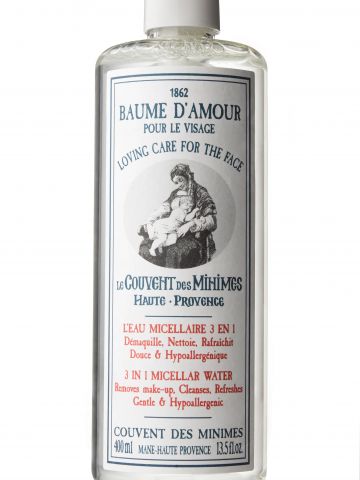 1862
BAUME D'AMOUR
POUR LE VISAGE
LOVING CARE FOR THE FACE
LE COUVENT DES MINIMES
HAUTE · PROVENCE
L'EAU MICELLAIRE 3 EN 1
Démaquille, Nettoie, Rafraîchit
Douce & Hypoallergénique
3 IN 1 MICELLAR WATER
Removes make-up, Cleanses, Refreshes
Gentle & Hypoallergenic
COUVENT DES MINIMES
400 ml MANE-HAUTE PROVENCE 13.5 fl.oz.